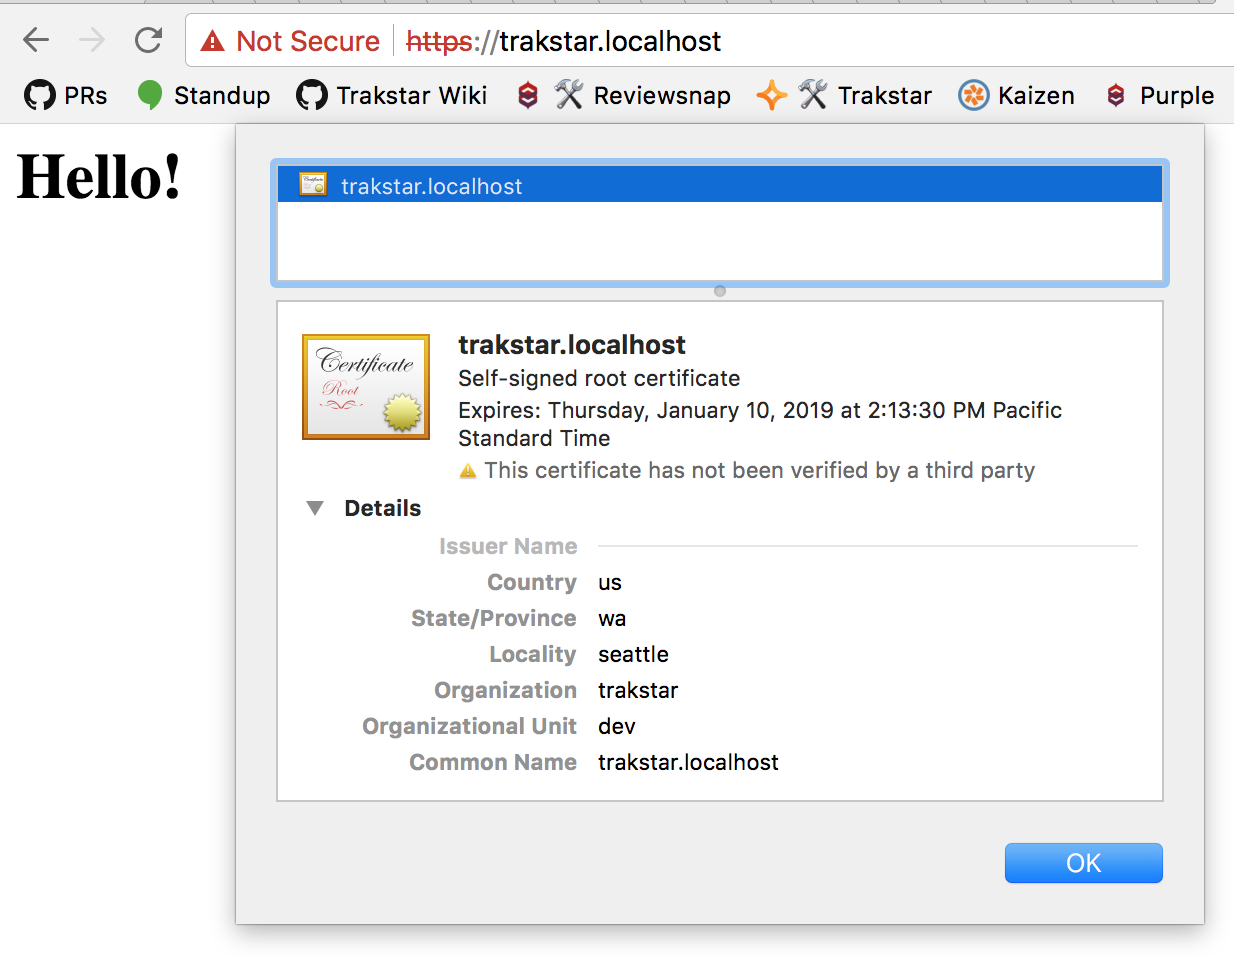 Not Secure https://trakstar.localhost
PRs Standup Trakstar Wiki Reviewsnap Trakstar Kaizen Purple
Hello!
trakstar.localhost
Certificate
Root
trakstar.localhost
Self-signed root certificate
Expires: Thursday, January 10, 2019 at 2:13:30 PM Pacific
Standard Time
This certificate has not been verified by a third party
Details
Issuer Name
Country us
State/Province wa
Locality seattle
Organization trakstar
Organizational Unit dev
Common Name trakstar.localhost
OK